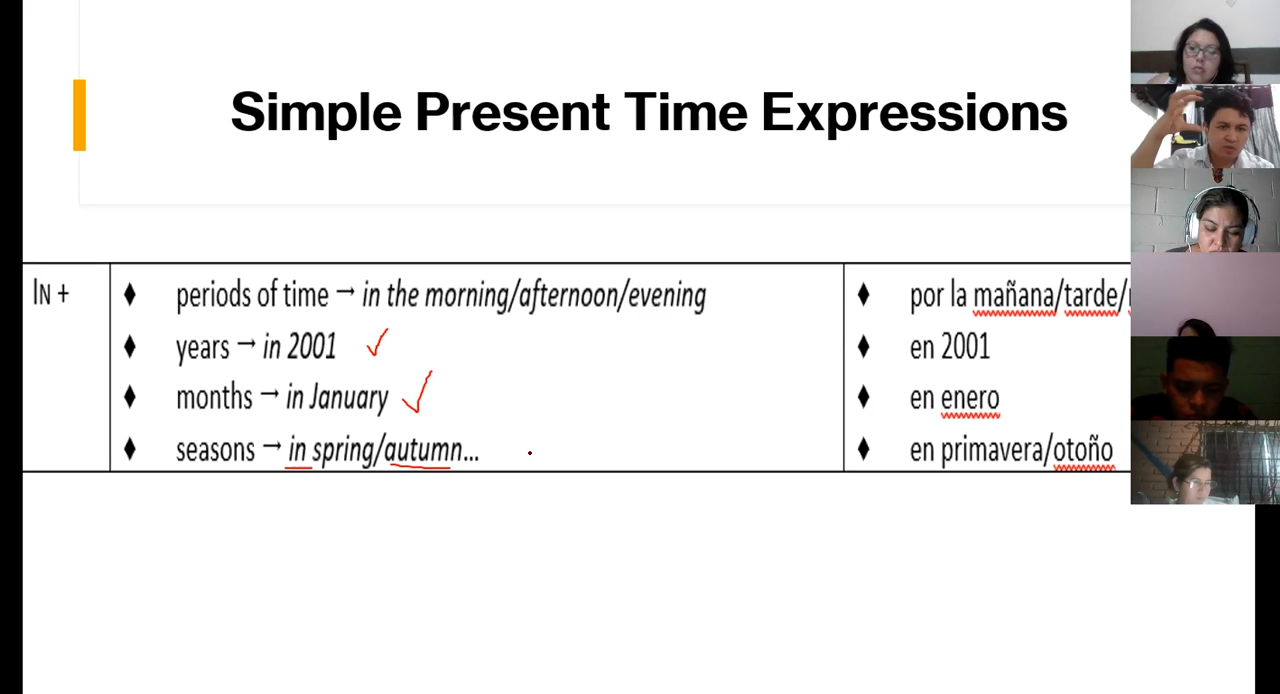 Simple Present Time Expressions
IN +
♦ periods of time → in the morning/afternoon/evening
♦ years → in 2001
♦ months → in January
♦ seasons → in spring/autumn...
♦ por la mañana/tarde/
♦ en 2001
♦ en enero
♦ en primavera/otoño